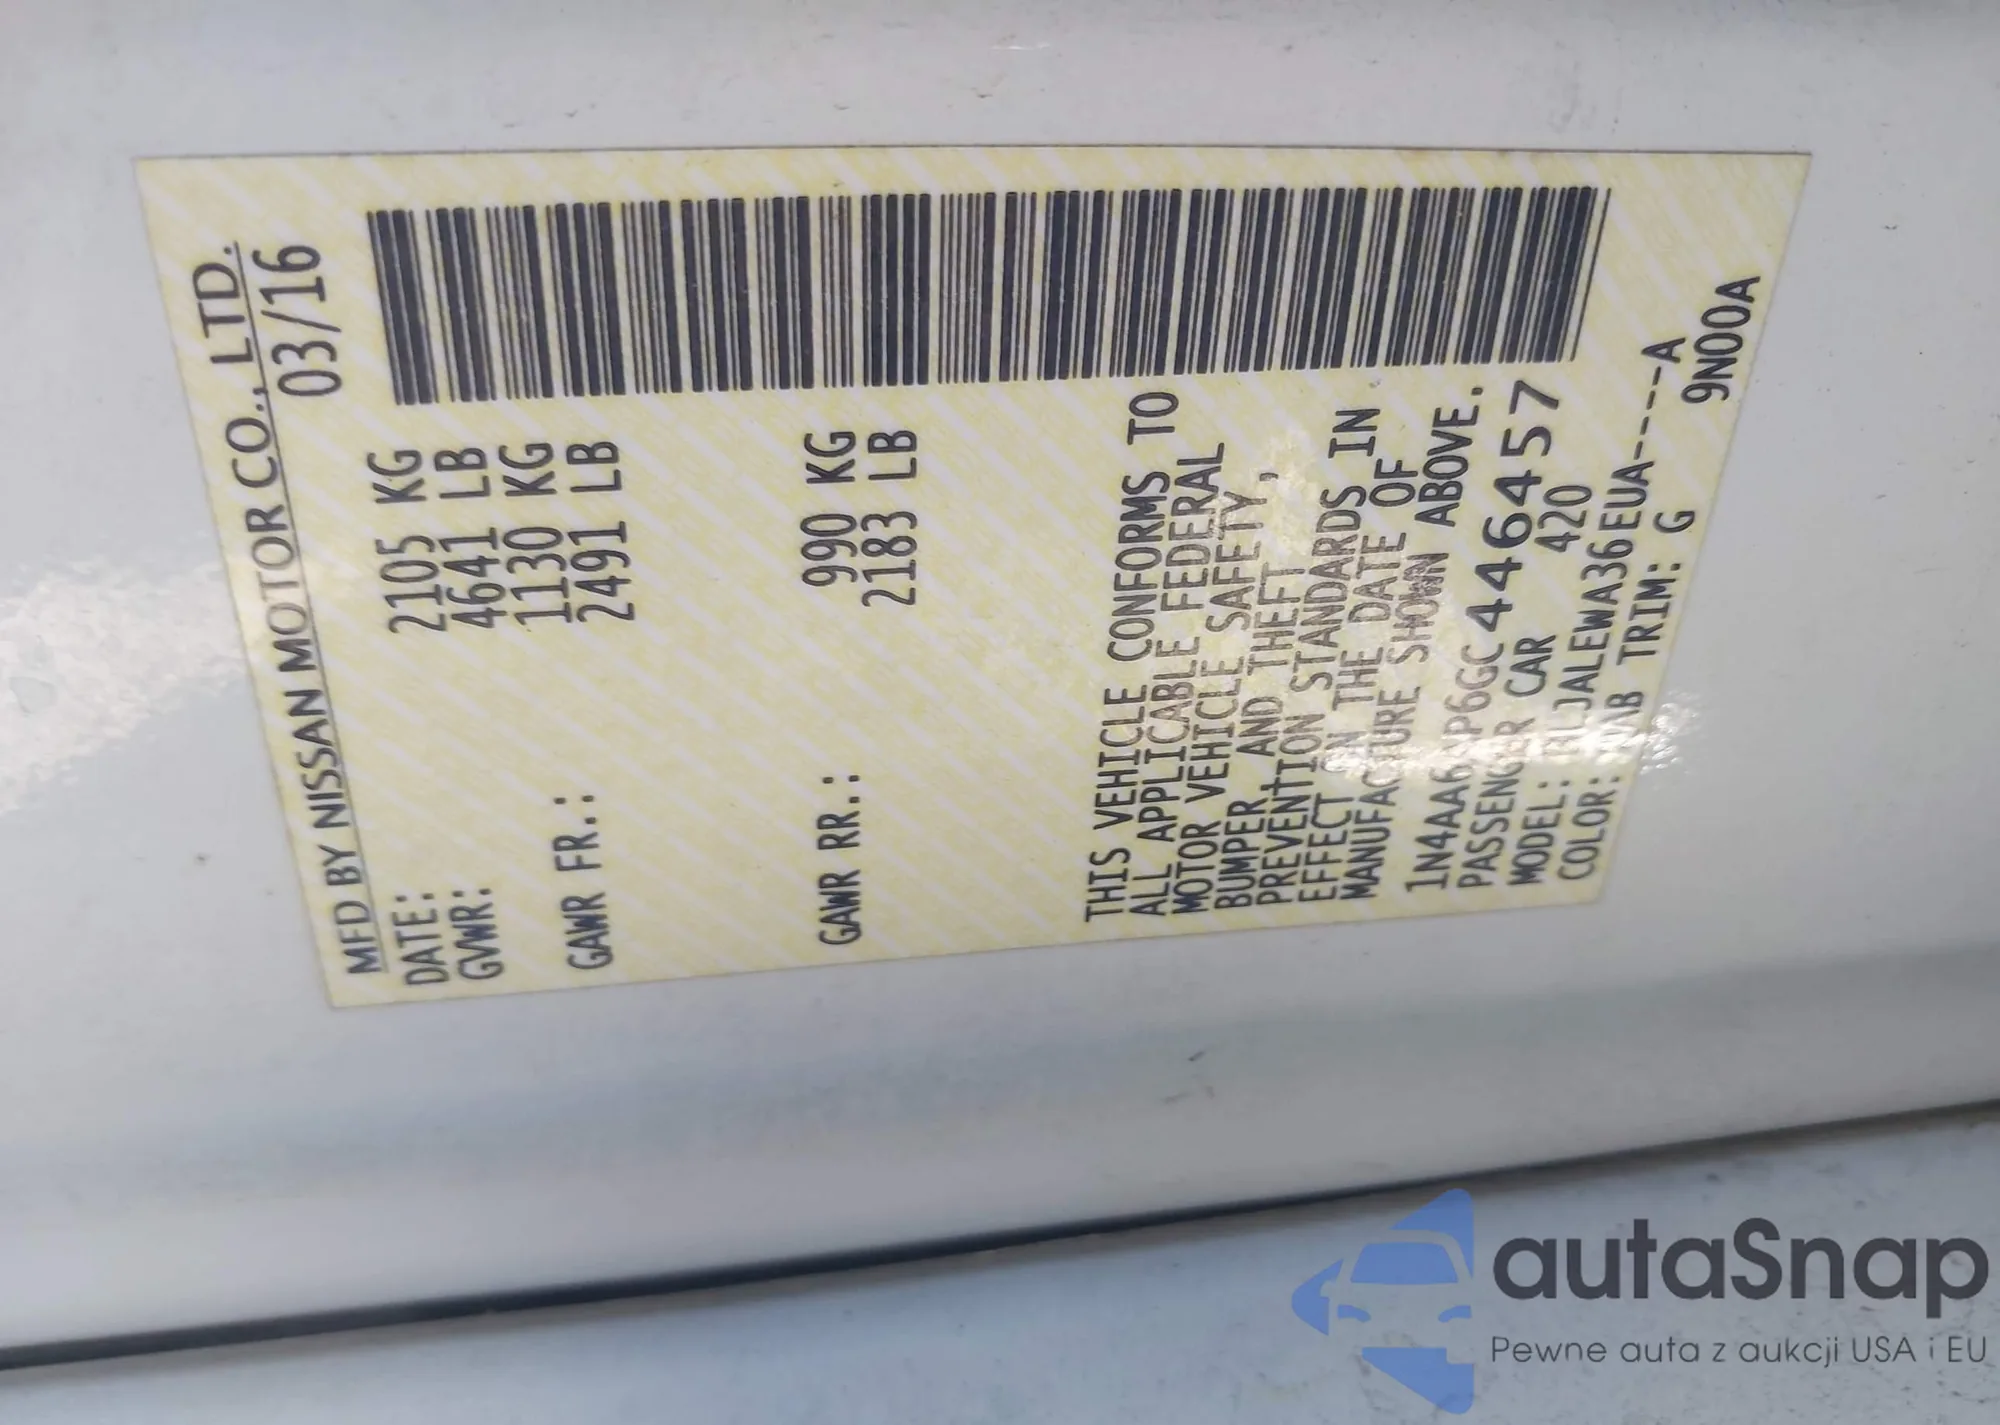 MFD BY NISSAN MOTOR CO., LTD.
DATE: 03/16
GVWR: 2105 KG
4641 LB
GAWR FR.: 1130 KG
2491 LB
GAWR RR.: 990 KG
2183 LB
THIS VEHICLE CONFORMS TO
ALL APPLICABLE FEDERAL
MOTOR VEHICLE SAFETY,
BUMPER, AND THEFT
PREVENTION STANDARDS IN
EFFECT ON THE DATE OF
MANUFACTURE SHOWN ABOVE.
1N4AA6AP6GC446457
PASSENGER CAR 420
MODEL: JALEWA36EUA----A
COLOR: TRIM: G 9N00A
autaSnap
Pewne auta z aukcji USA i EU